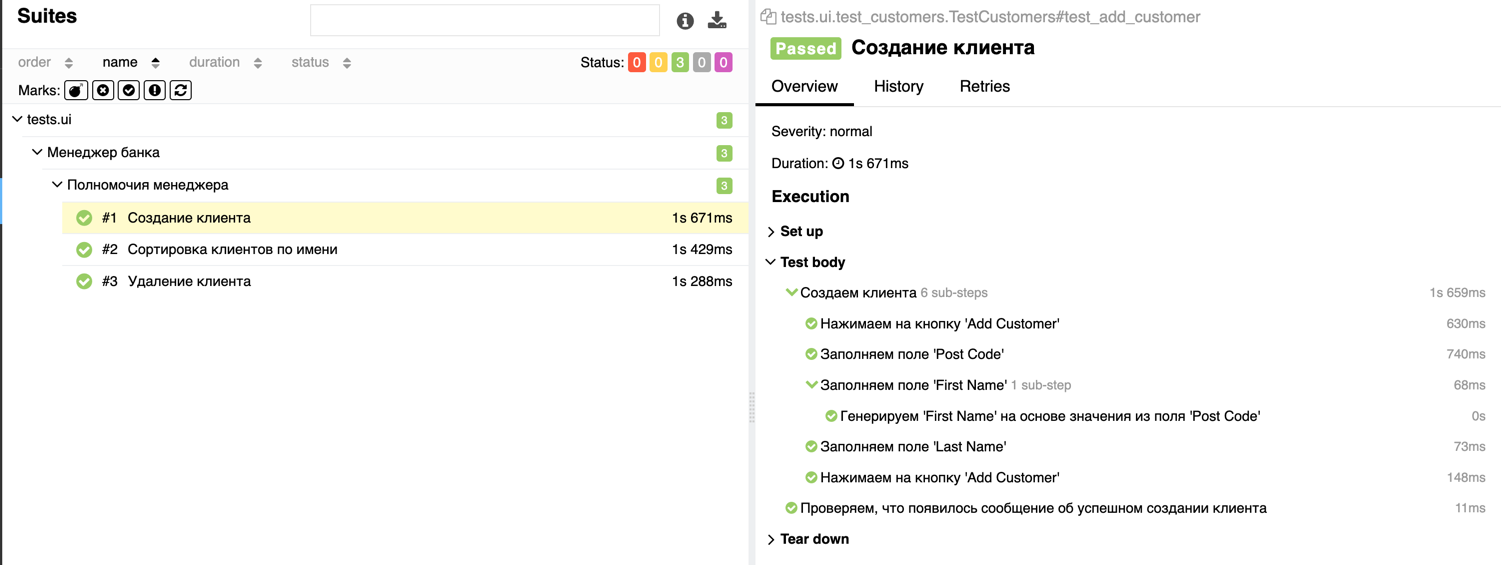 Suites
order name duration status Status: 0 0 3 0 0
Marks:
tests.ui 3
Менеджер банка 3
Полномочия менеджера 3
#1 Создание клиента 1s 671ms
#2 Сортировка клиентов по имени 1s 429ms
#3 Удаление клиента 1s 288ms
tests.ui.test_customers.TestCustomers#test_add_customer
Passed Создание клиента
Overview History Retries
Severity: normal
Duration: 1s 671ms
Execution
Set up
Test body
Создаем клиента 6 sub-steps 1s 659ms
Нажимаем на кнопку 'Add Customer' 630ms
Заполняем поле 'Post Code' 740ms
Заполняем поле 'First Name' 1 sub-step 68ms
Генерируем 'First Name' на основе значения из поля 'Post Code' 0s
Заполняем поле 'Last Name' 73ms
Нажимаем на кнопку 'Add Customer' 148ms
Проверяем, что появилось сообщение об успешном создании клиента 11ms
Tear down